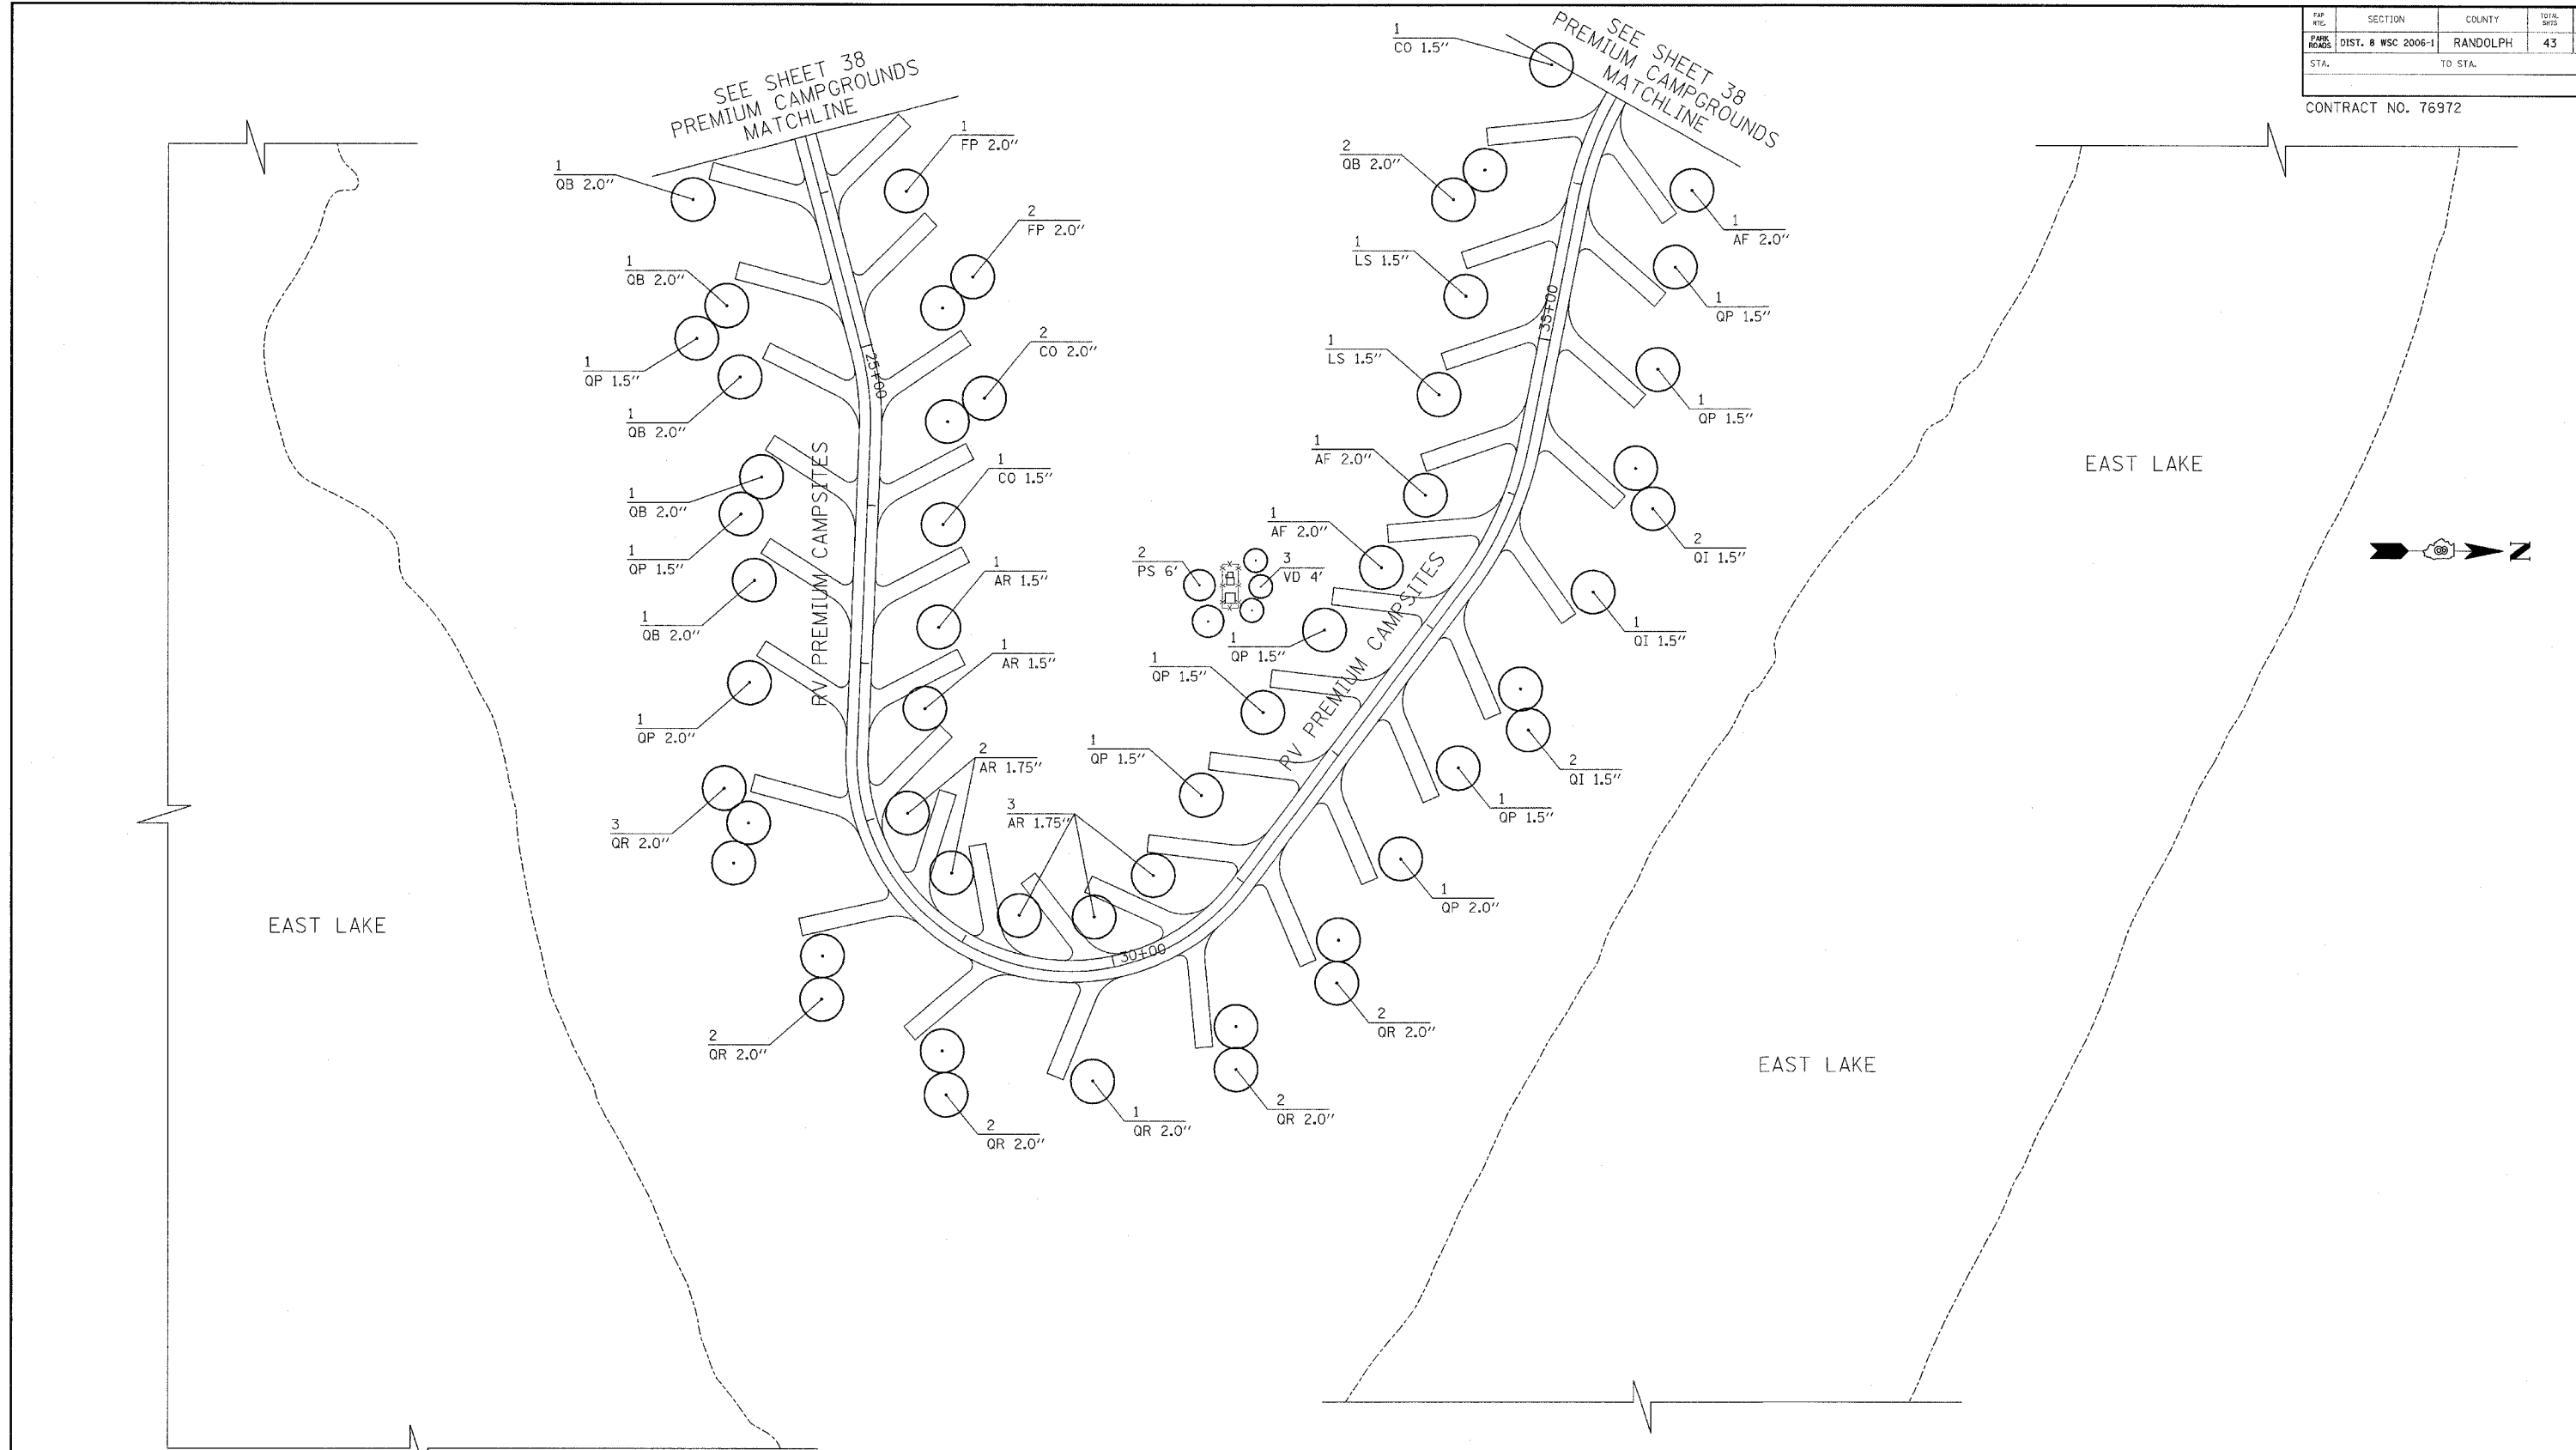 FAP RTE.
SECTION
COUNTY
TOTAL SHTS
PARK ROADS
DIST. 8 WSC 2006-1
RANDOLPH
43
STA.
TO STA.
CONTRACT NO. 76972
SEE SHEET 38
PREMIUM CAMPGROUNDS
MATCHLINE
SEE SHEET 38
PREMIUM CAMPGROUNDS
MATCHLINE
1
CO 1.5"
1
FP 2.0"
1
QB 2.0"
2
QB 2.0"
2
FP 2.0"
1
AF 2.0"
1
QB 2.0"
1
LS 1.5"
1
QP 1.5"
35+00
2
CO 2.0"
1
QP 1.5"
25+00
1
LS 1.5"
1
QB 2.0"
1
QP 1.5"
1
AF 2.0"
EAST LAKE
1
CO 1.5"
1
QB 2.0"
1
AF 2.0"
2
QI 1.5"
1
QP 1.5"
2
PS 6'
3
VD 4'
N
1
AR 1.5"
RV PREMIUM CAMPSITES
RV PREMIUM CAMPSITES
1
QB 2.0"
1
QP 1.5"
1
QI 1.5"
1
AR 1.5"
1
QP 1.5"
1
QP 2.0"
1
QP 1.5"
2
AR 1.75"
2
QI 1.5"
3
AR 1.75"
1
QP 1.5"
3
QR 2.0"
1
QP 2.0"
EAST LAKE
30+00
2
QR 2.0"
2
QR 2.0"
EAST LAKE
2
QR 2.0"
1
QR 2.0"
2
QR 2.0"